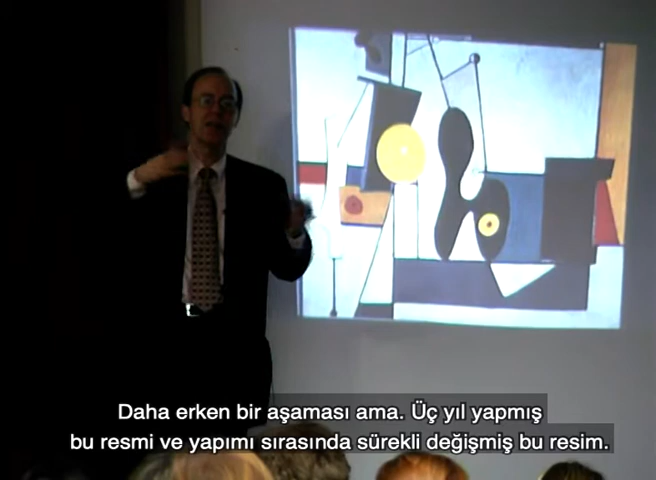 Daha erken bir aşaması ama. Üç yıl yapmış
bu resmi ve yapımı sırasında sürekli değişmiş bu resim.